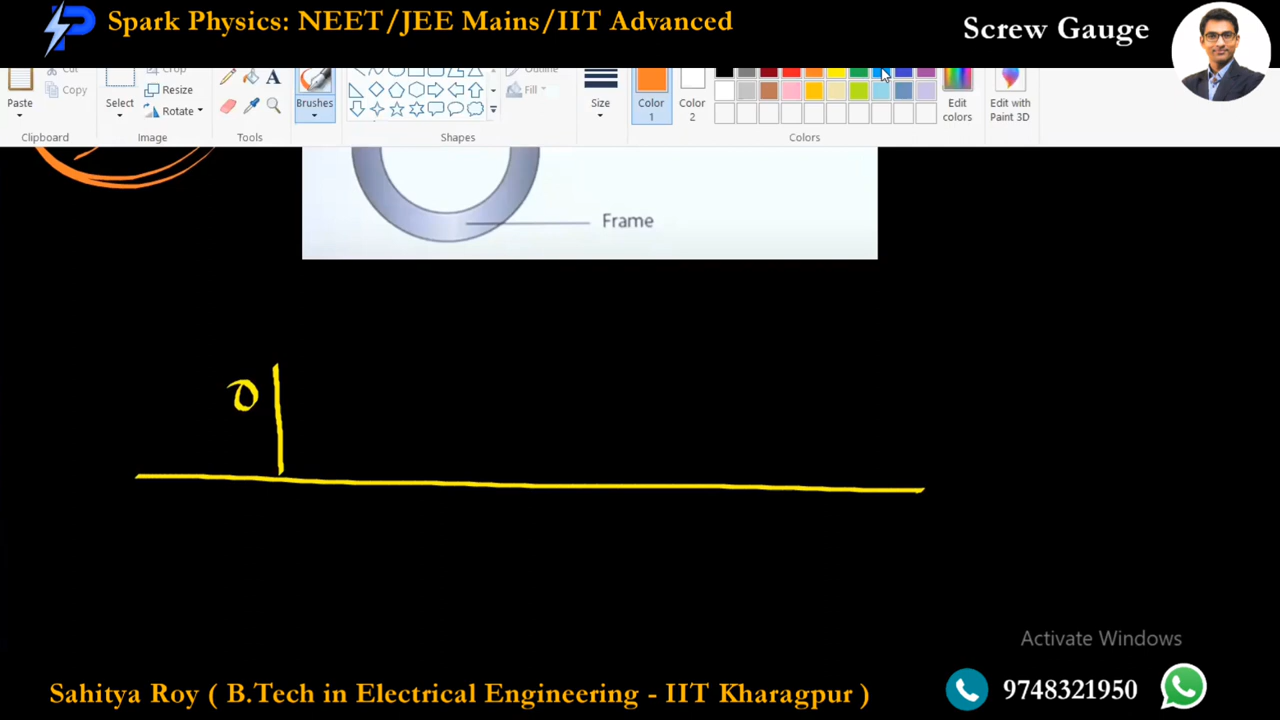 Spark Physics: NEET/JEE Mains/IIT Advanced
Screw Gauge
Paste
Cut
Copy
Clipboard
Select
Crop
Resize
Rotate
Image
A
Tools
Brushes
Outline
Fill
Shapes
Size
Color 1
Color 2
Edit colors
Edit with Paint 3D
Colors
Frame
0
Activate Windows
Sahitya Roy ( B.Tech in Electrical Engineering - IIT Kharagpur )
9748321950